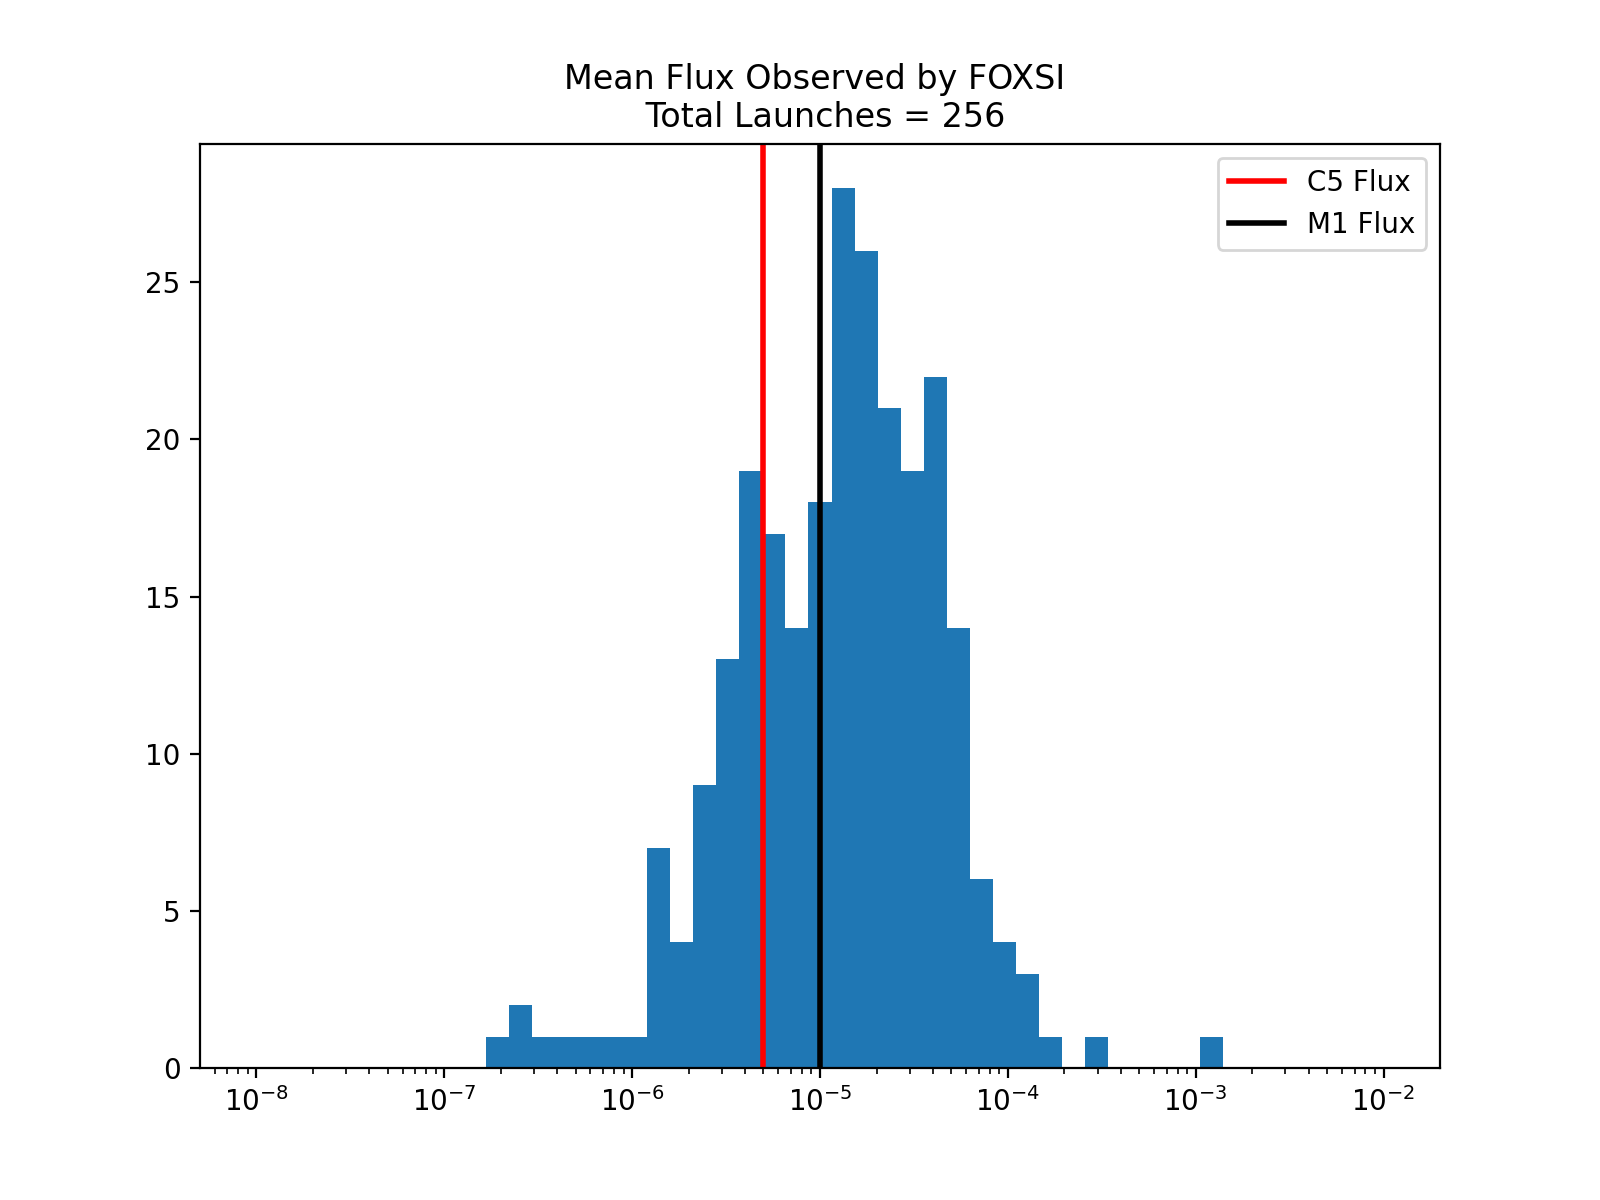 Mean Flux Observed by FOXSI
Total Launches = 256
C5 Flux
M1 Flux
25
20
15
10
5
0
10⁻⁸ 10⁻⁷ 10⁻⁶ 10⁻⁵ 10⁻⁴ 10⁻³ 10⁻²